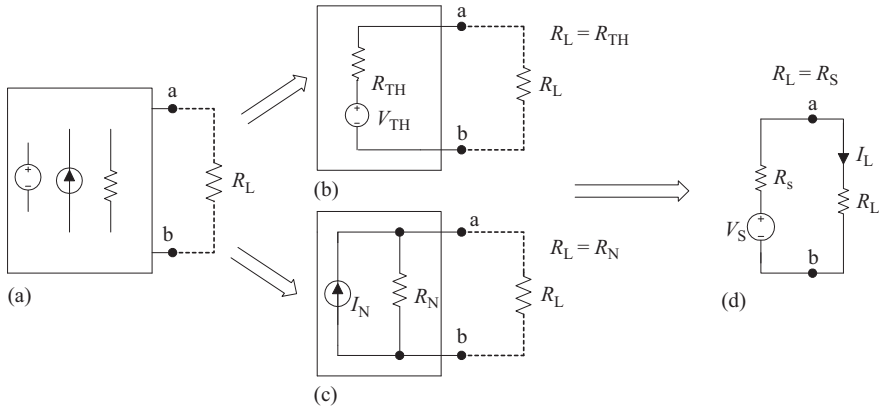 a
b
R_L
(a)
a
R_TH
V_TH
b
R_L = R_TH
R_L
(b)
a
I_N
R_N
b
R_L = R_N
R_L
(c)
R_L = R_S
a
I_L
R_s
R_L
V_S
b
(d)